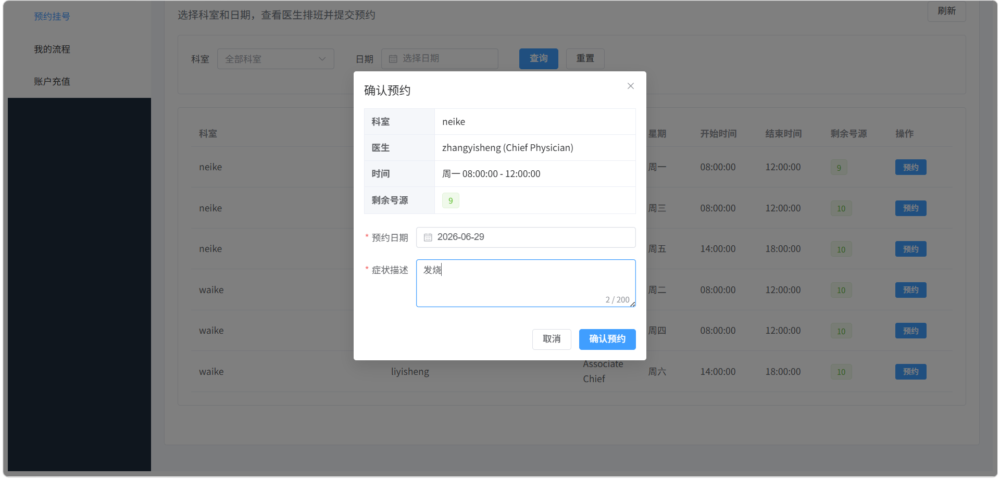 预约挂号
我的流程
账户充值
选择科室和日期，查看医生排班并提交预约
刷新
科室 全部科室 日期 选择日期 查询 重置
科室 星期 开始时间 结束时间 剩余号源 操作
neike 周一 08:00:00 12:00:00 9 预约
neike 周三 08:00:00 12:00:00 10 预约
neike 周五 14:00:00 18:00:00 10 预约
waike 周二 08:00:00 12:00:00 10 预约
waike 周四 08:00:00 12:00:00 10 预约
waike liyisheng Associate Chief 周六 14:00:00 18:00:00 10 预约
确认预约
科室 neike
医生 zhangyisheng (Chief Physician)
时间 周一 08:00:00 - 12:00:00
剩余号源 9
* 预约日期 2026-06-29
* 症状描述 发烧
2 / 200
取消 确认预约